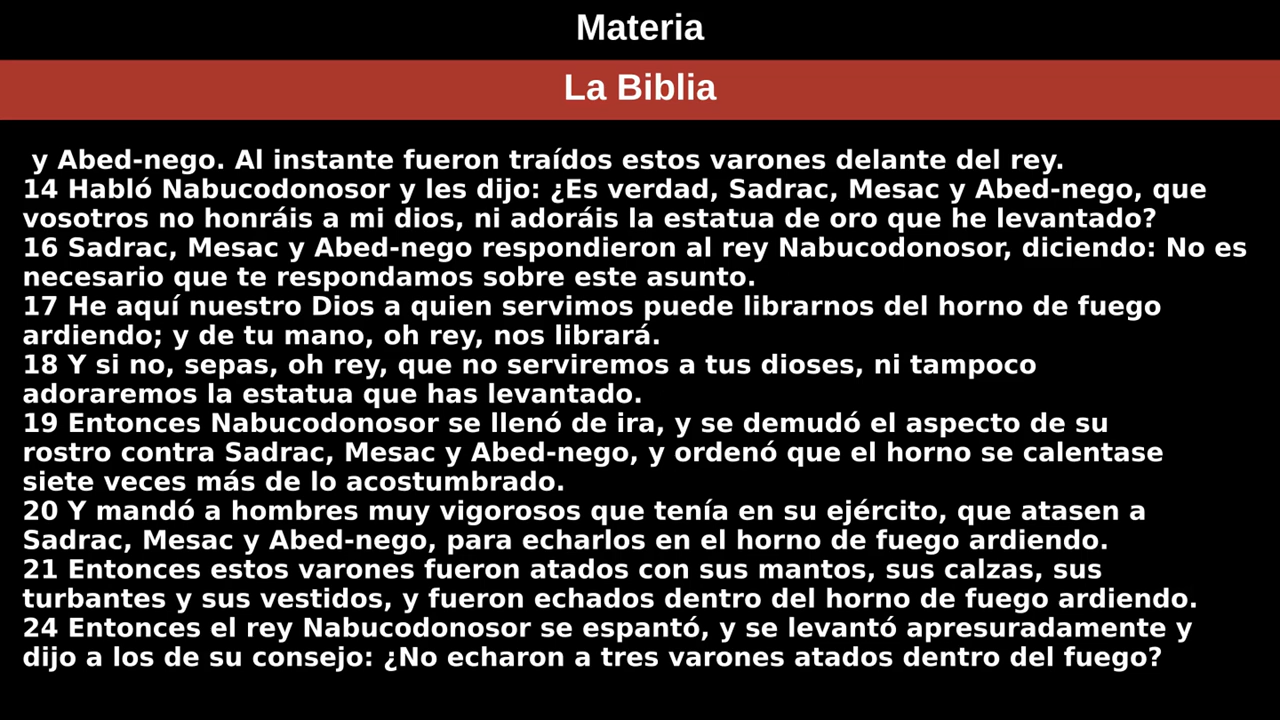 Materia
La Biblia
y Abed-nego. Al instante fueron traídos estos varones delante del rey.
14 Habló Nabucodonosor y les dijo: ¿Es verdad, Sadrac, Mesac y Abed-nego, que
vosotros no honráis a mi dios, ni adoráis la estatua de oro que he levantado?
16 Sadrac, Mesac y Abed-nego respondieron al rey Nabucodonosor, diciendo: No es
necesario que te respondamos sobre este asunto.
17 He aquí nuestro Dios a quien servimos puede librarnos del horno de fuego
ardiendo; y de tu mano, oh rey, nos librará.
18 Y si no, sepas, oh rey, que no serviremos a tus dioses, ni tampoco
adoraremos la estatua que has levantado.
19 Entonces Nabucodonosor se llenó de ira, y se demudó el aspecto de su
rostro contra Sadrac, Mesac y Abed-nego, y ordenó que el horno se calentase
siete veces más de lo acostumbrado.
20 Y mandó a hombres muy vigorosos que tenía en su ejército, que atasen a
Sadrac, Mesac y Abed-nego, para echarlos en el horno de fuego ardiendo.
21 Entonces estos varones fueron atados con sus mantos, sus calzas, sus
turbantes y sus vestidos, y fueron echados dentro del horno de fuego ardiendo.
24 Entonces el rey Nabucodonosor se espantó, y se levantó apresuradamente y
dijo a los de su consejo: ¿No echaron a tres varones atados dentro del fuego?